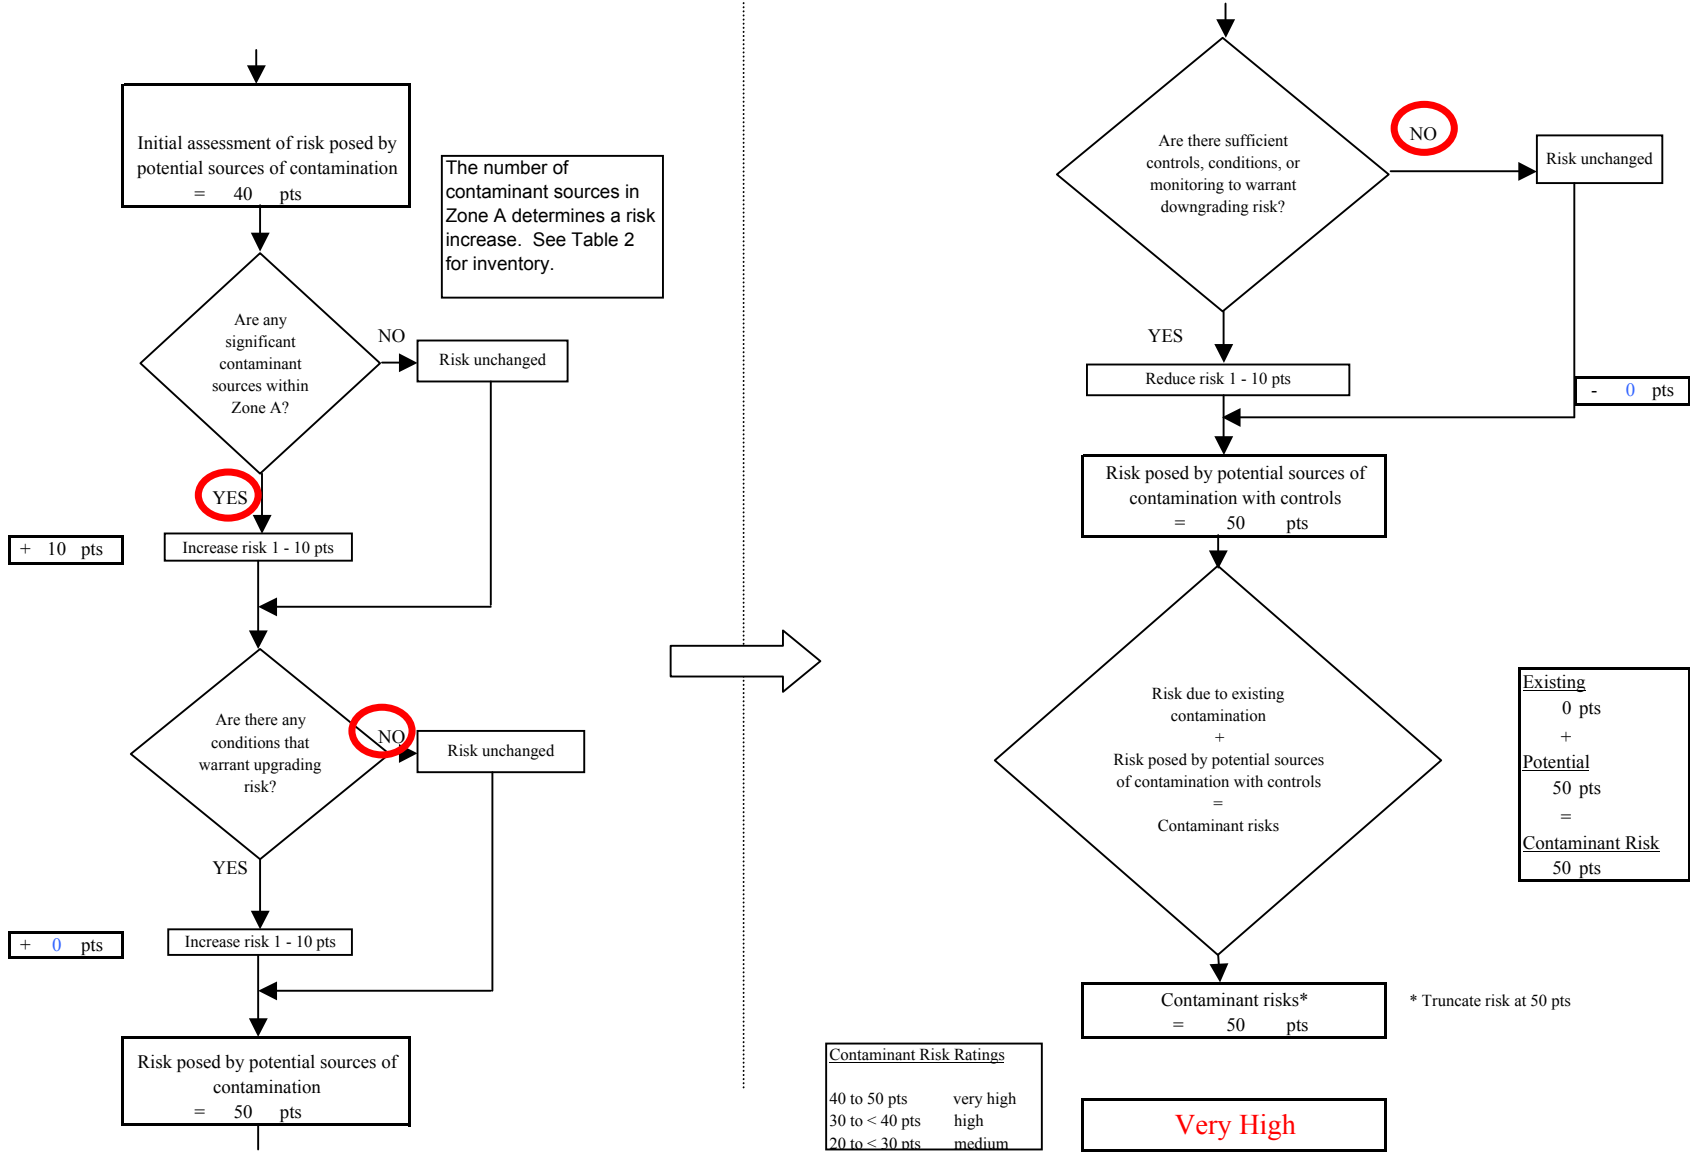 Initial assessment of risk posed by
potential sources of contamination
= 40 pts
The number of
contaminant sources in
Zone A determines a risk
increase. See Table 2
for inventory.
Are any
significant
contaminant
sources within
Zone A?
NO
Risk unchanged
YES
+ 10 pts
Increase risk 1 - 10 pts
Are there any
conditions that
warrant upgrading
risk?
NO
Risk unchanged
YES
+ 0 pts
Increase risk 1 - 10 pts
Risk posed by potential sources of
contamination
= 50 pts
Are there sufficient
controls, conditions, or
monitoring to warrant
downgrading risk?
NO
Risk unchanged
YES
Reduce risk 1 - 10 pts
- 0 pts
Risk posed by potential sources of
contamination with controls
= 50 pts
Risk due to existing
contamination
+
Risk posed by potential sources
of contamination with controls
=
Contaminant risks
Existing
0 pts
+
Potential
50 pts
=
Contaminant Risk
50 pts
Contaminant risks*
= 50 pts
* Truncate risk at 50 pts
Contaminant Risk Ratings
40 to 50 pts very high
30 to < 40 pts high
20 to < 30 pts medium
Very High